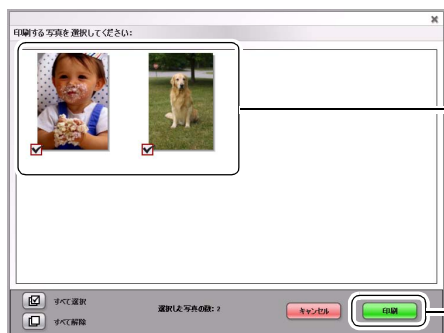 印刷する写真を選択してください:
すべて選択
選択した写真の数: 2
キャンセル
印刷
すべて解除